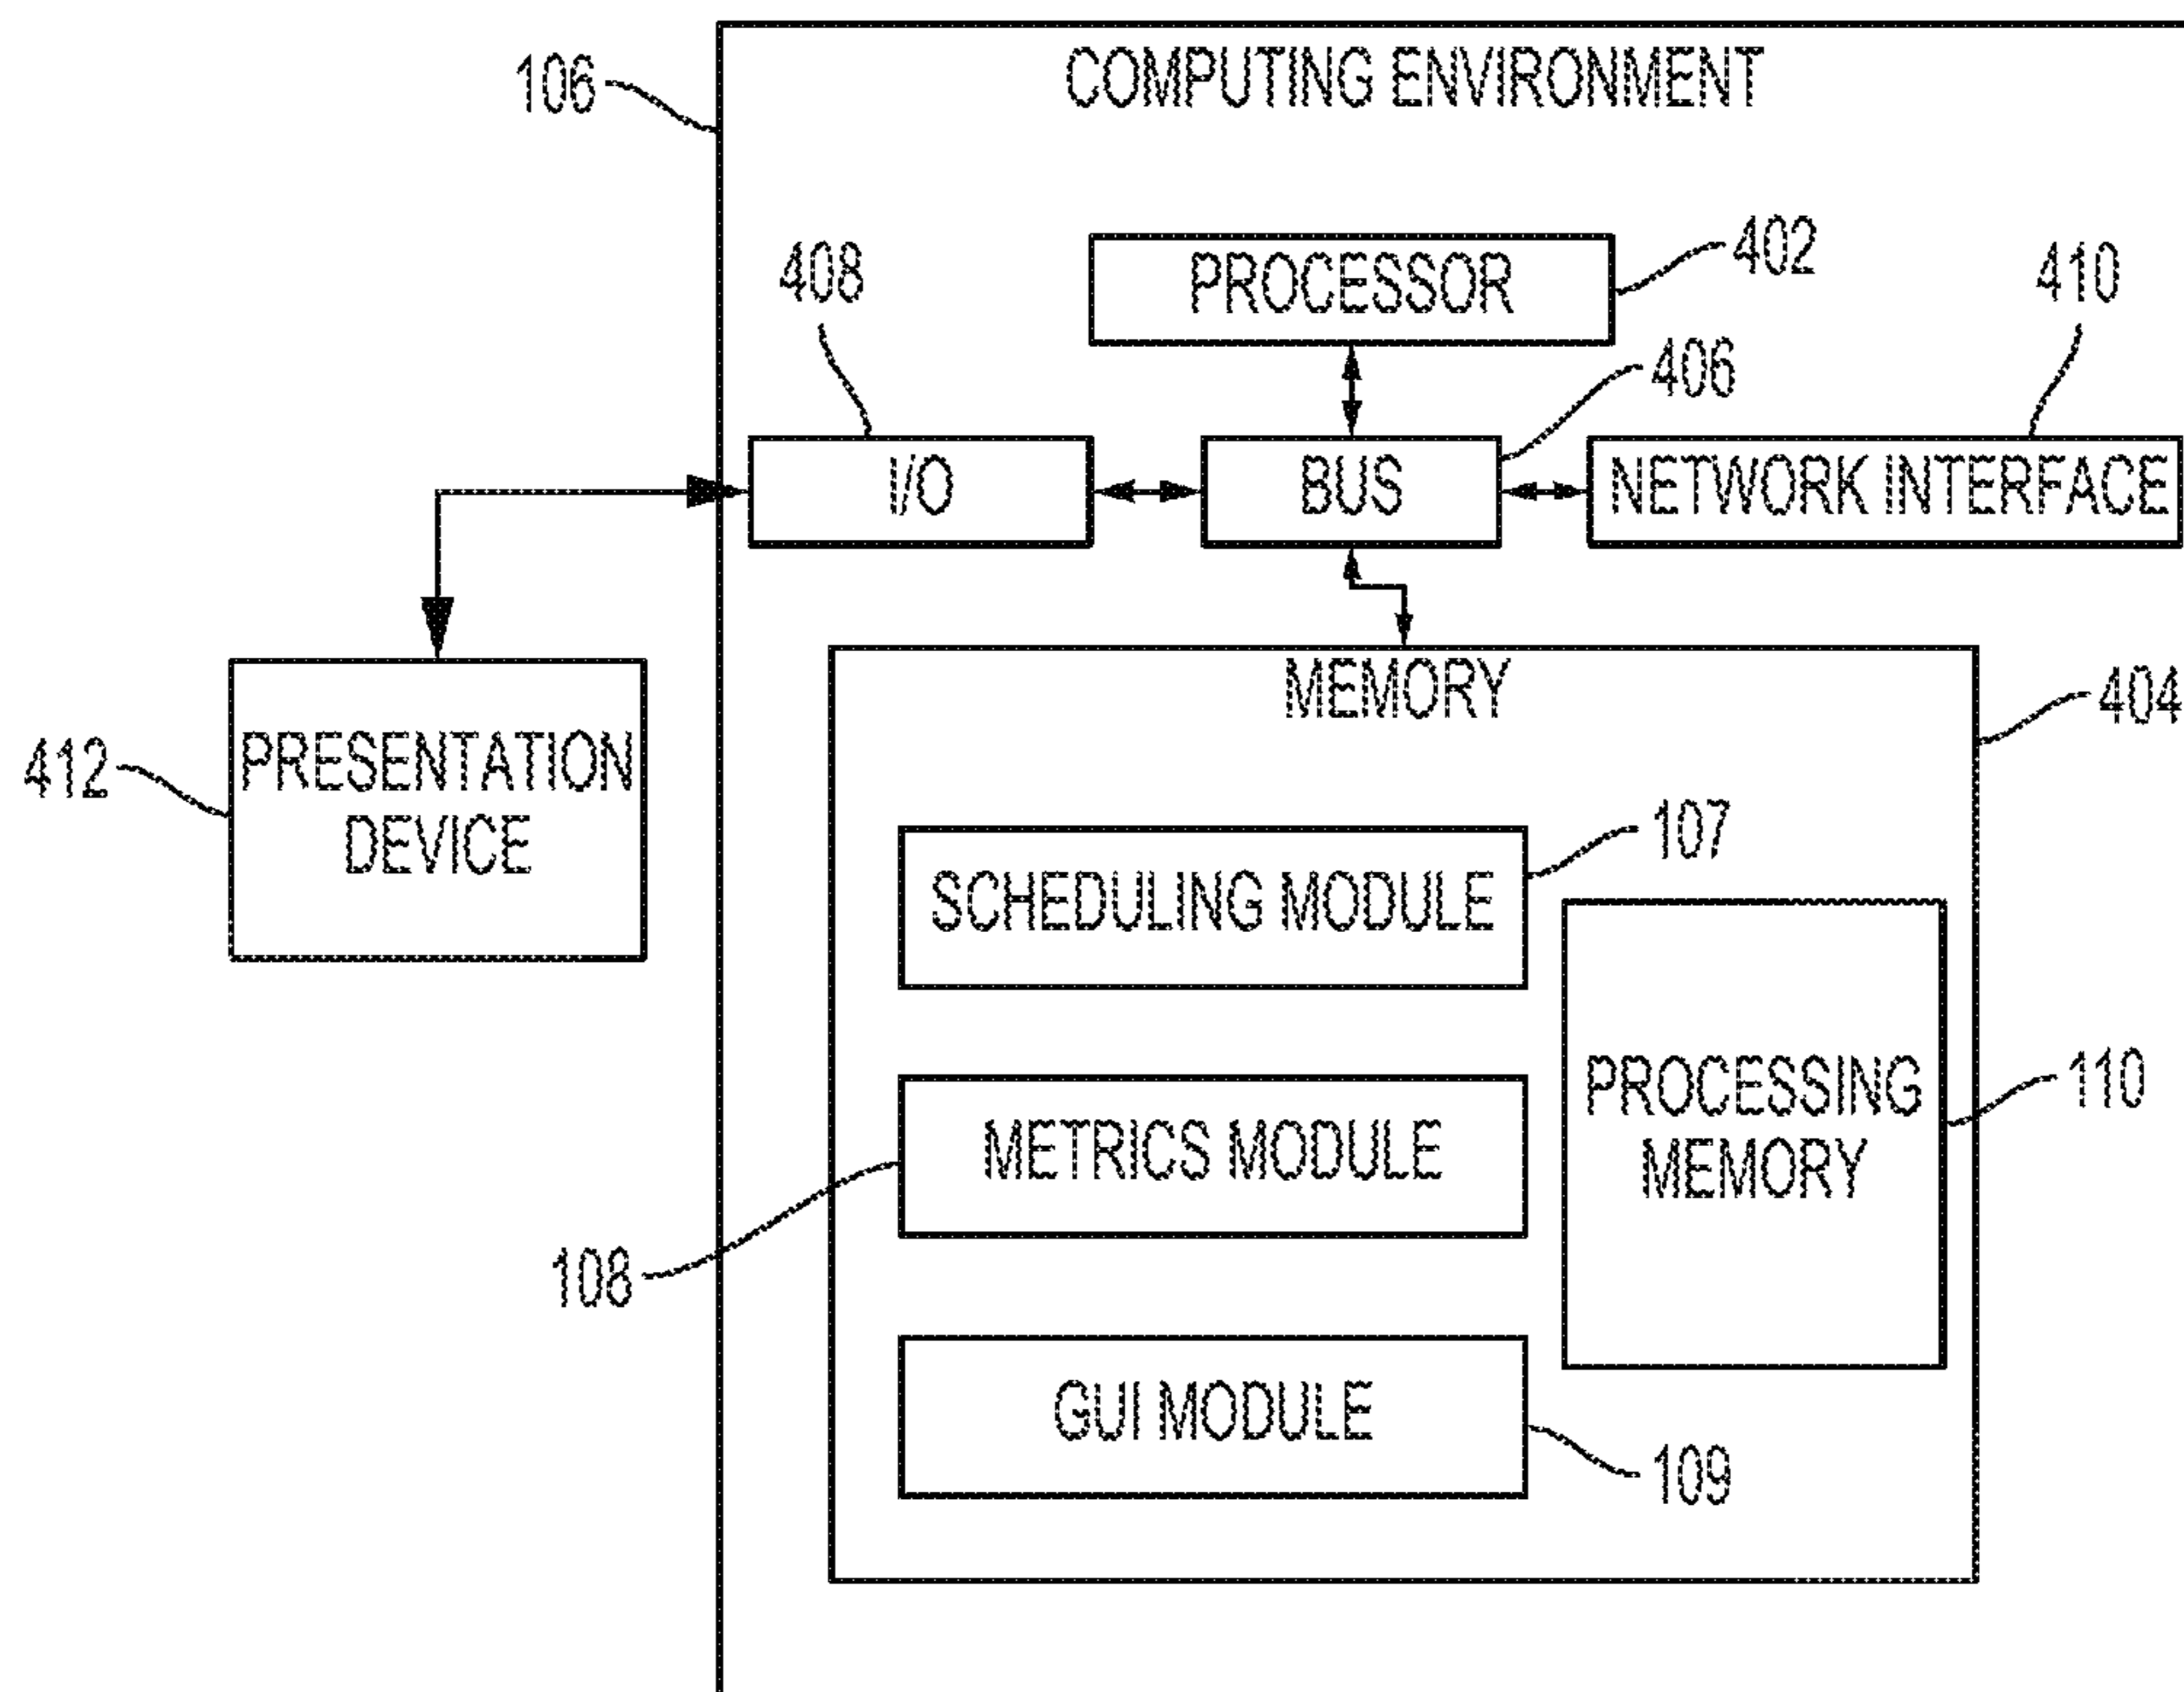 106
COMPUTING ENVIRONMENT
408
PROCESSOR
402
410
406
I/O
BUS
NETWORK INTERFACE
MEMORY
404
412
PRESENTATION
DEVICE
107
SCHEDULING MODULE
PROCESSING
MEMORY
110
METRICS MODULE
108
GUI MODULE
109